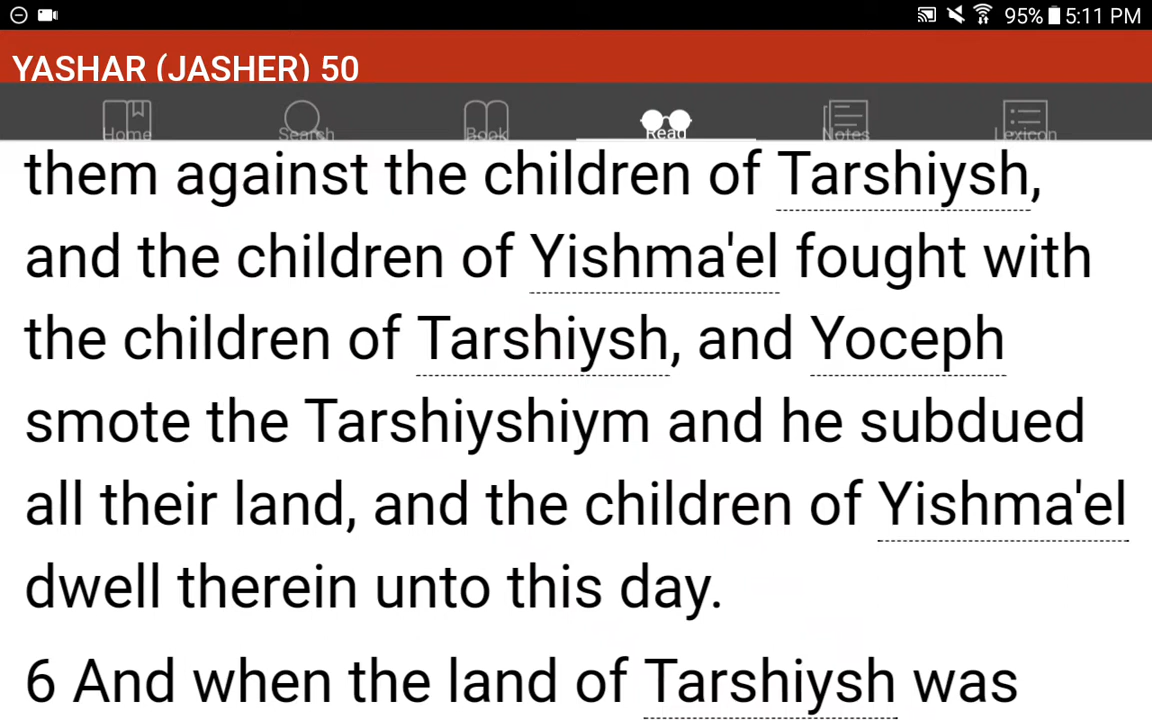 95% 5:11 PM
YASHAR (JASHER) 50
Home Search Book Read Notes Lexicon
them against the children of Tarshiysh,
and the children of Yishma'el fought with
the children of Tarshiysh, and Yoceph
smote the Tarshiyshiym and he subdued
all their land, and the children of Yishma'el
dwell therein unto this day.
6 And when the land of Tarshiysh was